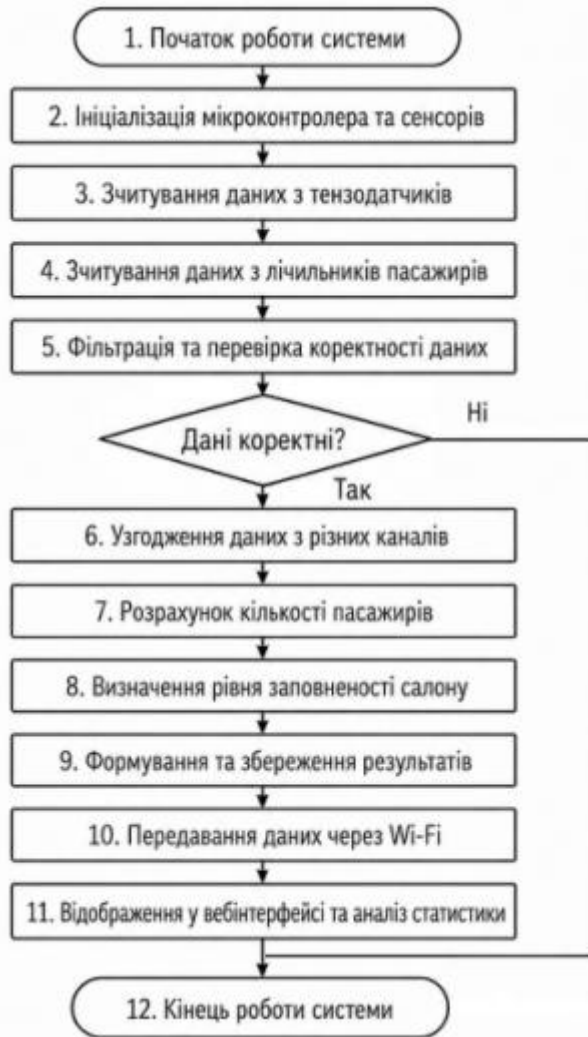 1. Початок роботи системи
2. Ініціалізація мікроконтролера та сенсорів
3. Зчитування даних з тензодатчиків
4. Зчитування даних з лічильників пасажирів
5. Фільтрація та перевірка коректності даних
Ні
Дані коректні?
Так
6. Узгодження даних з різних каналів
7. Розрахунок кількості пасажирів
8. Визначення рівня заповненості салону
9. Формування та збереження результатів
10. Передавання даних через Wi-Fi
11. Відображення у вебінтерфейсі та аналіз статистики
12. Кінець роботи системи